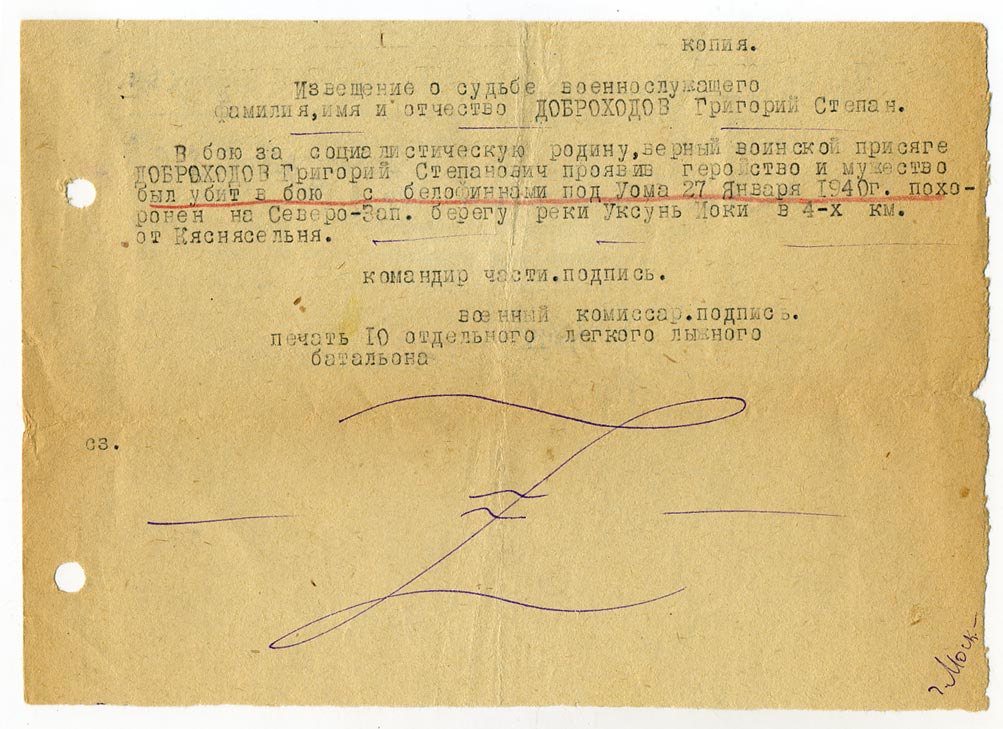 копия.
Извещение о судьбе военнослужащего
фамилия,имя и отчество ДОБРОХОДОВ Григорий Степан.
В бою за социалистическую родину,верный воинской присяге
ДОБРОХОДОВ Григорий Степанович проявив геройство и мужество
был убит в бою с белофиннами под Уома 27 Января 1940г. похо-
ронен на Северо-Зап. берегу реки Уксунь Иоки в 4-х км.
от Кяснясельня.
командир части.подпись.
военный комиссар.подпись.
печать 10 отдельного легкого лыжного
батальона
сз.
г. Моск-